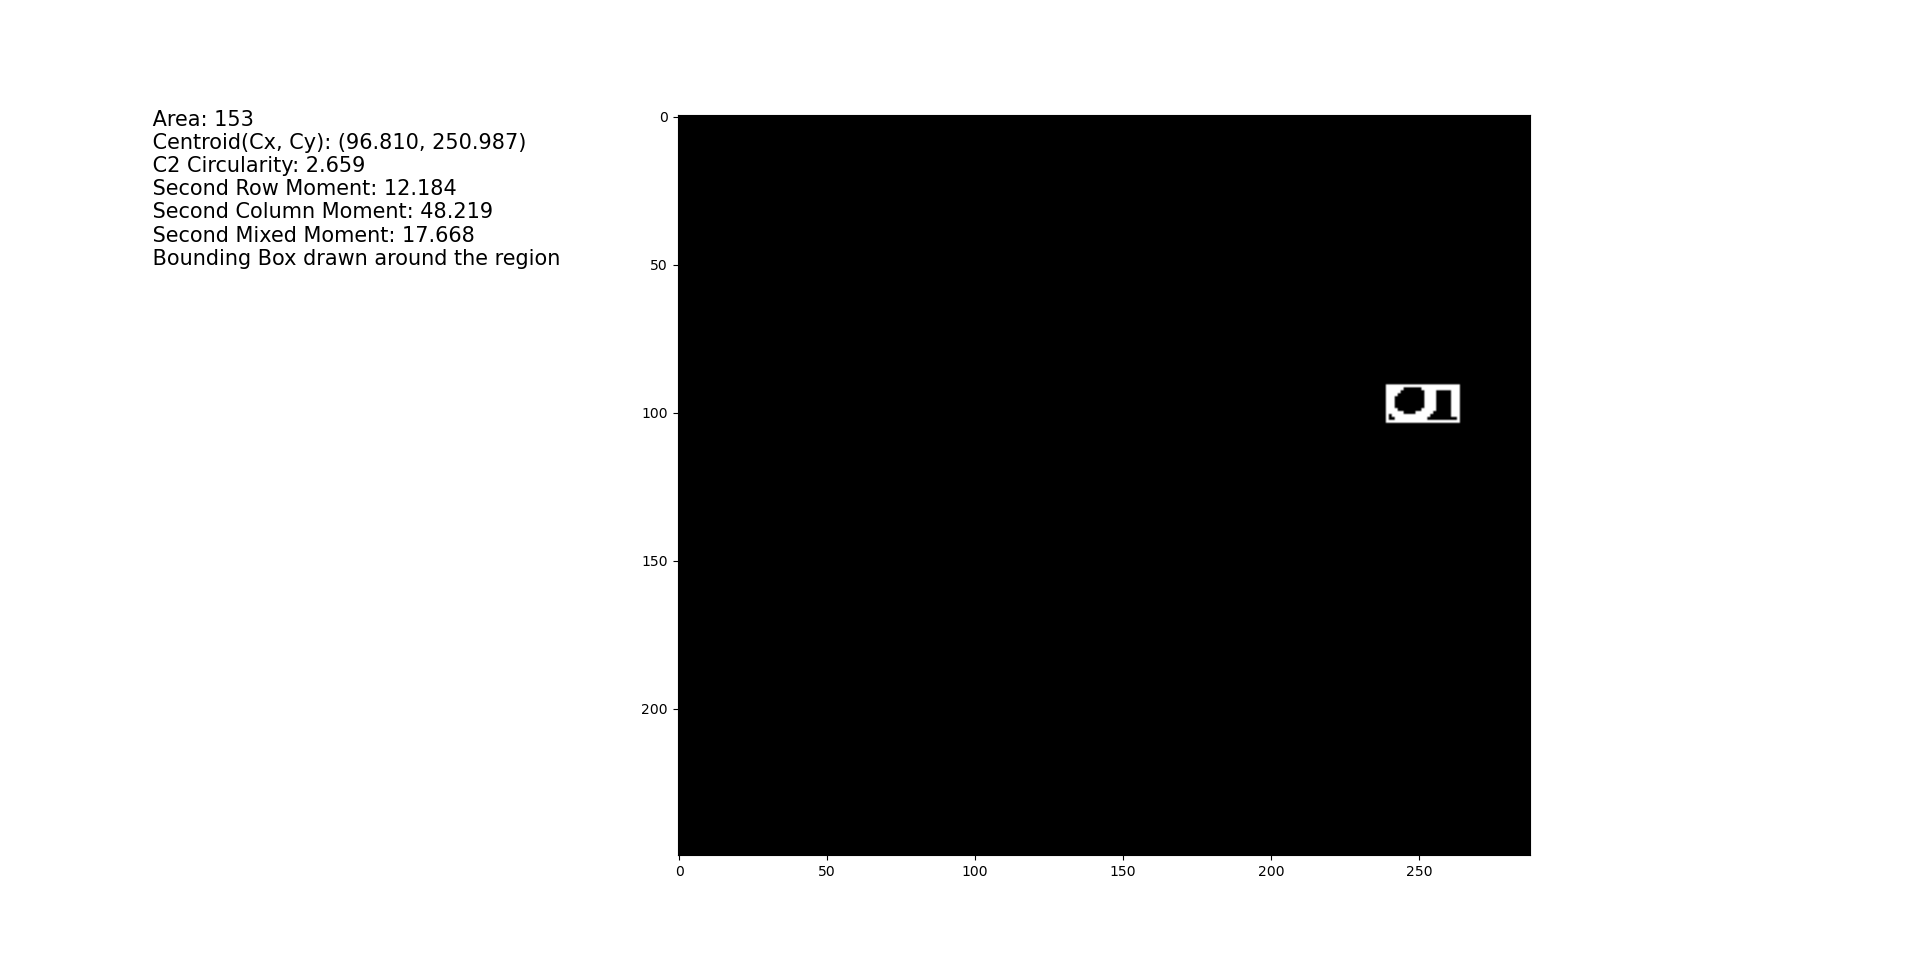 Area: 153
Centroid(Cx, Cy): (96.810, 250.987)
C2 Circularity: 2.659
Second Row Moment: 12.184
Second Column Moment: 48.219
Second Mixed Moment: 17.668
Bounding Box drawn around the region
0
50
100
150
200
0 50 100 150 200 250